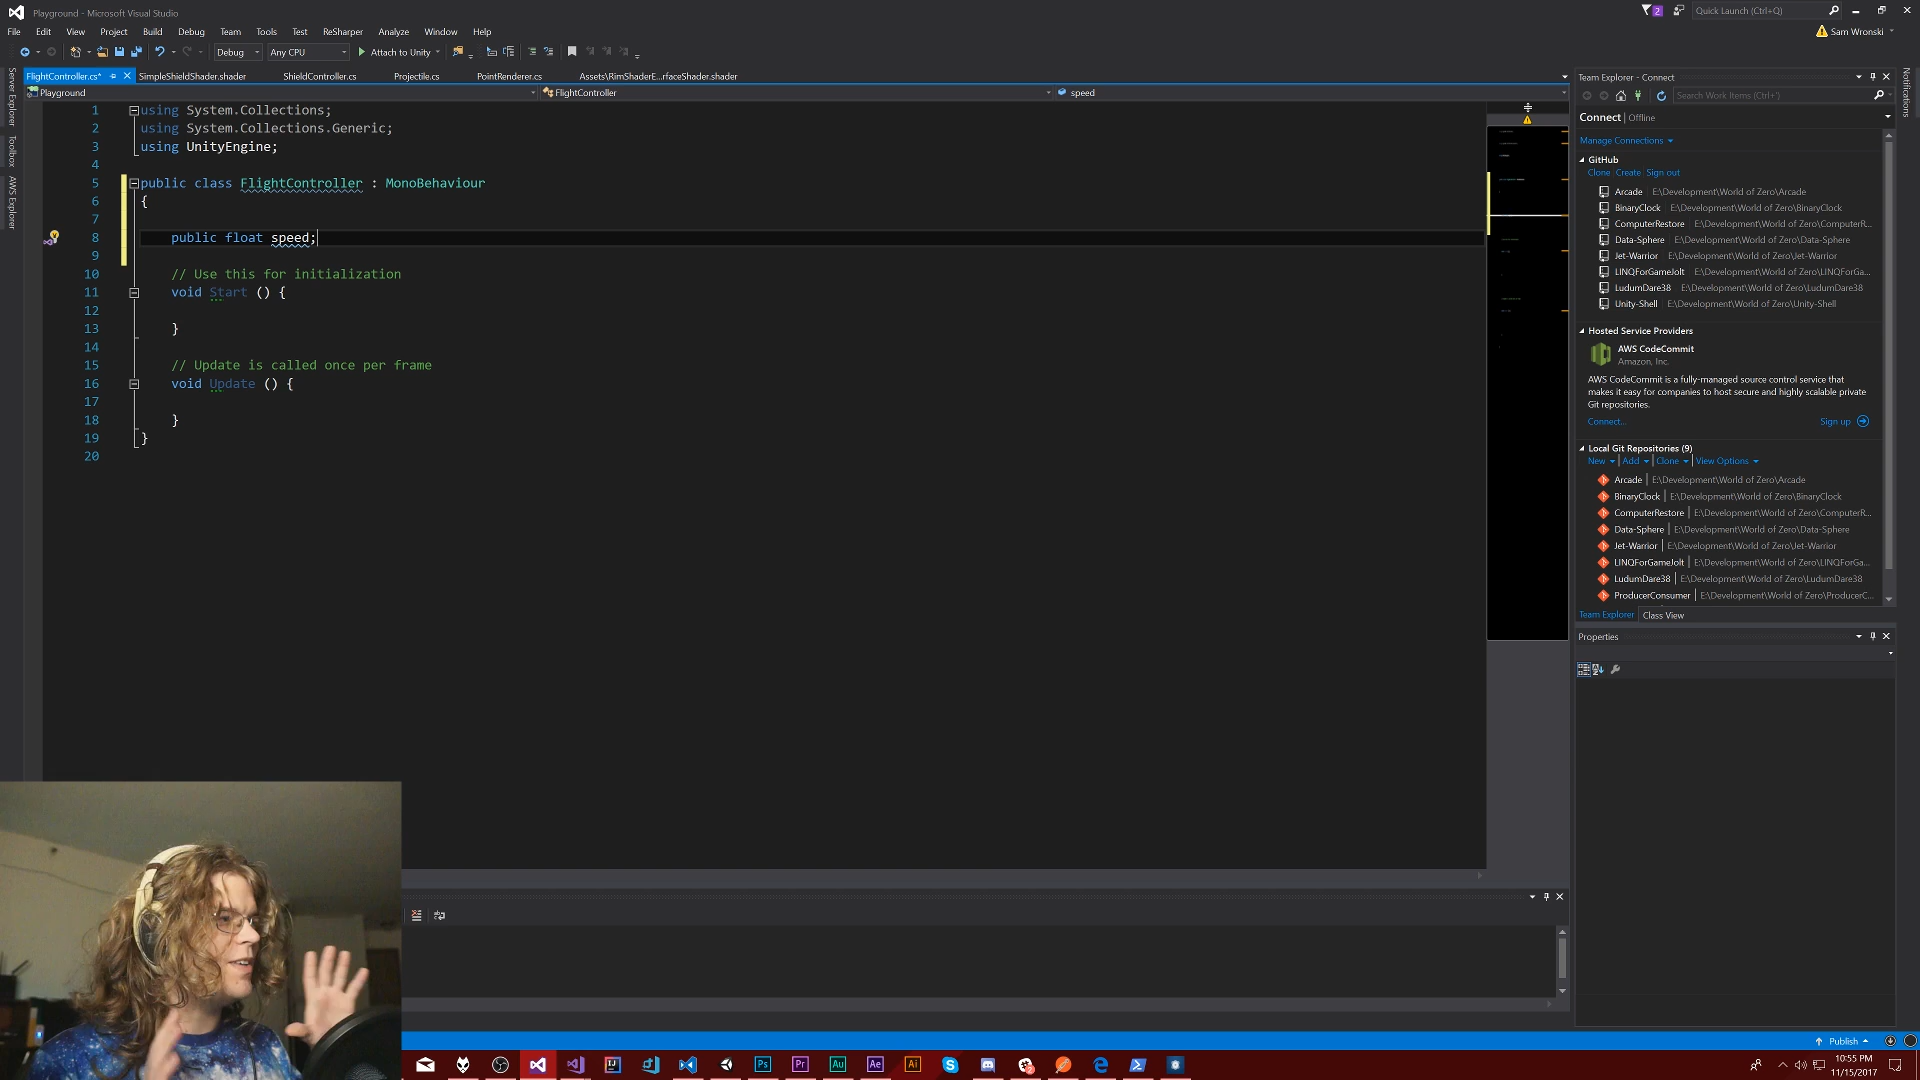 Playground - Microsoft Visual Studio
2
Quick Launch (Ctrl+Q)
File Edit View Project Build Debug Team Tools Test ReSharper Analyze Window Help
Sam Wronski
Debug Any CPU Attach to Unity
FlightController.cs* SimpleShieldShader.shader ShieldController.cs Projectile.cs PointRenderer.cs Assets\RimShaderE...rfaceShader.shader
Playground FlightController speed
Server Explorer
Toolbox
AWS Explorer
1 using System.Collections;
2 using System.Collections.Generic;
3 using UnityEngine;
4
5 public class FlightController : MonoBehaviour
6 {
7
8 public float speed;
9
10 // Use this for initialization
11 void Start () {
12
13 }
14
15 // Update is called once per frame
16 void Update () {
17
18 }
19 }
20
Team Explorer - Connect
Search Work Items (Ctrl+')
Connect | Offline
Manage Connections
GitHub
Clone Create Sign out
Arcade E:\Development\World of Zero\Arcade
BinaryClock E:\Development\World of Zero\BinaryClock
ComputerRestore E:\Development\World of Zero\ComputerR...
Data-Sphere E:\Development\World of Zero\Data-Sphere
Jet-Warrior E:\Development\World of Zero\Jet-Warrior
LINQForGameJolt E:\Development\World of Zero\LINQForGa...
LudumDare38 E:\Development\World of Zero\LudumDare38
Unity-Shell E:\Development\World of Zero\Unity-Shell
Hosted Service Providers
AWS CodeCommit
Amazon, Inc.
AWS CodeCommit is a fully-managed source control service that
makes it easy for companies to host secure and highly scalable private
Git repositories.
Connect... Sign up
Local Git Repositories (9)
New | Add | Clone | View Options
Arcade | E:\Development\World of Zero\Arcade
BinaryClock | E:\Development\World of Zero\BinaryClock
ComputerRestore | E:\Development\World of Zero\ComputerR...
Data-Sphere | E:\Development\World of Zero\Data-Sphere
Jet-Warrior | E:\Development\World of Zero\Jet-Warrior
LINQForGameJolt | E:\Development\World of Zero\LINQForGa...
LudumDare38 | E:\Development\World of Zero\LudumDare38
ProducerConsumer | E:\Development\World of Zero\ProducerC...
Team Explorer Class View
Notifications
Properties
Publish
Ps Pr Au Ae Ai
10:55 PM
11/15/2017